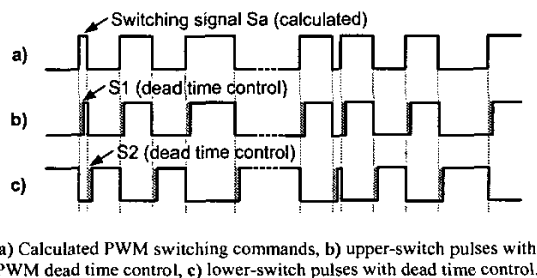 Switching signal Sa (calculated)
a)
S1 (dead time control)
b)
S2 (dead time control)
c)
a) Calculated PWM switching commands, b) upper-switch pulses with
PWM dead time control, c) lower-switch pulses with dead time control.